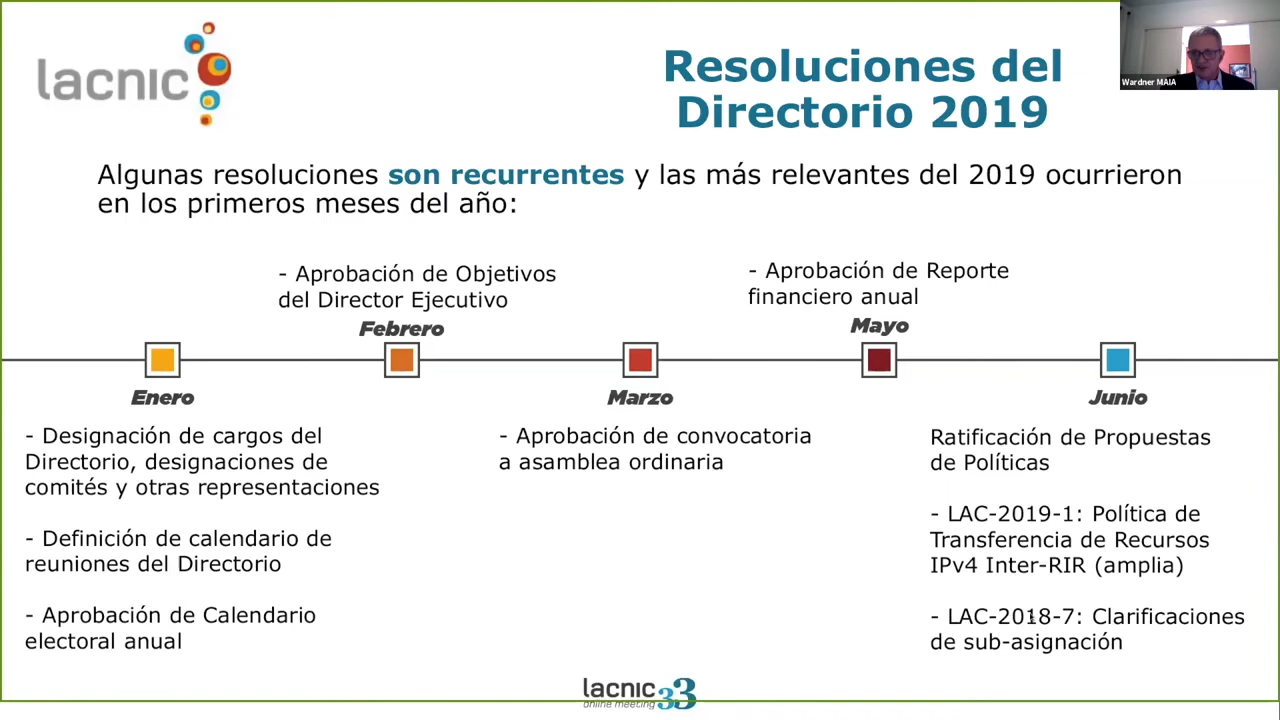 lacnic
Resoluciones del
Directorio 2019
Wardner MAIA
Algunas resoluciones son recurrentes y las más relevantes del 2019 ocurrieron
en los primeros meses del año:
- Aprobación de Objetivos
del Director Ejecutivo
Febrero
- Aprobación de Reporte
financiero anual
Mayo
Enero
- Designación de cargos del
Directorio, designaciones de
comités y otras representaciones
- Definición de calendario de
reuniones del Directorio
- Aprobación de Calendario
electoral anual
Marzo
- Aprobación de convocatoria
a asamblea ordinaria
Junio
Ratificación de Propuestas
de Políticas
- LAC-2019-1: Política de
Transferencia de Recursos
IPv4 Inter-RIR (amplia)
- LAC-2018-7: Clarificaciones
de sub-asignación
lacnic 33
online meeting